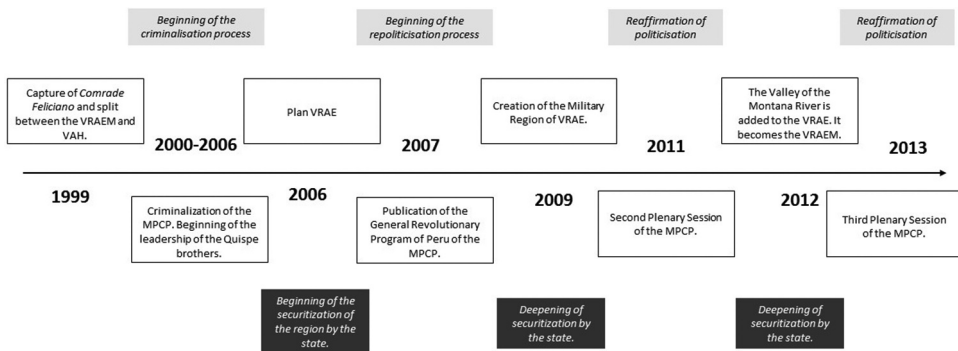 Beginning of the
criminalisation process
Beginning of the
repoliticisation process
Reaffirmation of
politicisation
Reaffirmation of
politicisation
Capture of Comrade
Feliciano and split
between the VRAEM and
VAH.
Plan VRAE
Creation of the Military
Region of VRAE.
The Valley of the
Montana River is
added to the VRAE. It
becomes the VRAEM.
2000-2006
2007
2011
2013
1999
2006
2009
2012
Criminalization of the
MPCP. Beginning of the
leadership of the Quispe
brothers.
Publication of the
General Revolutionary
Program of Peru of the
MPCP.
Second Plenary Session
of the MPCP.
Third Plenary Session
of the MPCP.
Beginning of the
securitization of
the region by the
state.
Deepening of
securitization by
the state.
Deepening of
securitization by
the state.